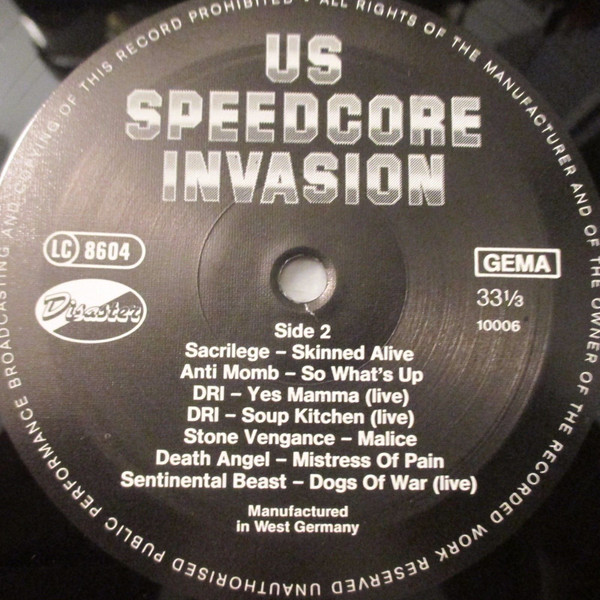 US
SPEEDCORE
INVASION
LC 8604
GEMA
Disaster
33 1/3
10006
Side 2
Sacrilege – Skinned Alive
Anti Momb – So What's Up
DRI – Yes Mamma (live)
DRI – Soup Kitchen (live)
Stone Vengance – Malice
Death Angel – Mistress Of Pain
Sentinental Beast – Dogs Of War (live)
Manufactured
in West Germany
ALL RIGHTS OF THE MANUFACTURER AND OF THE OWNER OF THE RECORDED WORK RESERVED UNAUTHORISED PUBLIC PERFORMANCE BROADCASTING AND COPYING OF THIS RECORD PROHIBITED •